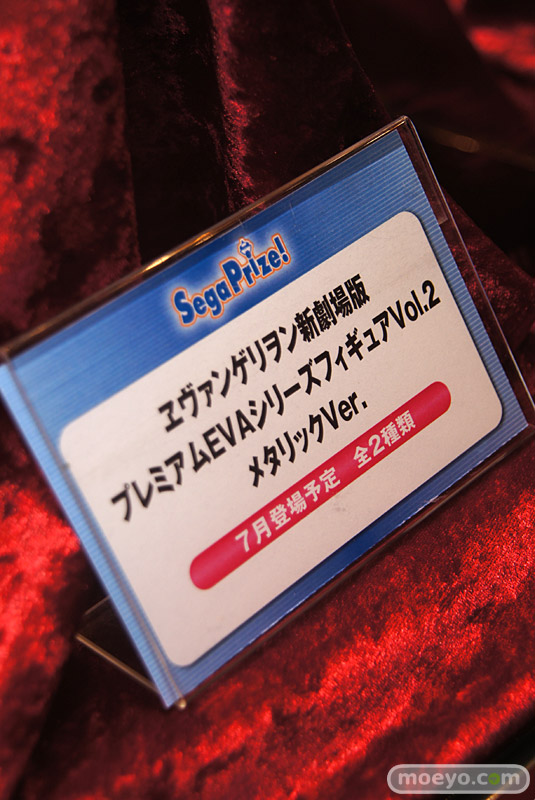 SegaPrize!
ヱヴァンゲリヲン新劇場版
プレミアムEVAシリーズフィギュアVol.2
メタリックVer.
7月登場予定 全2種類
moeyo.com